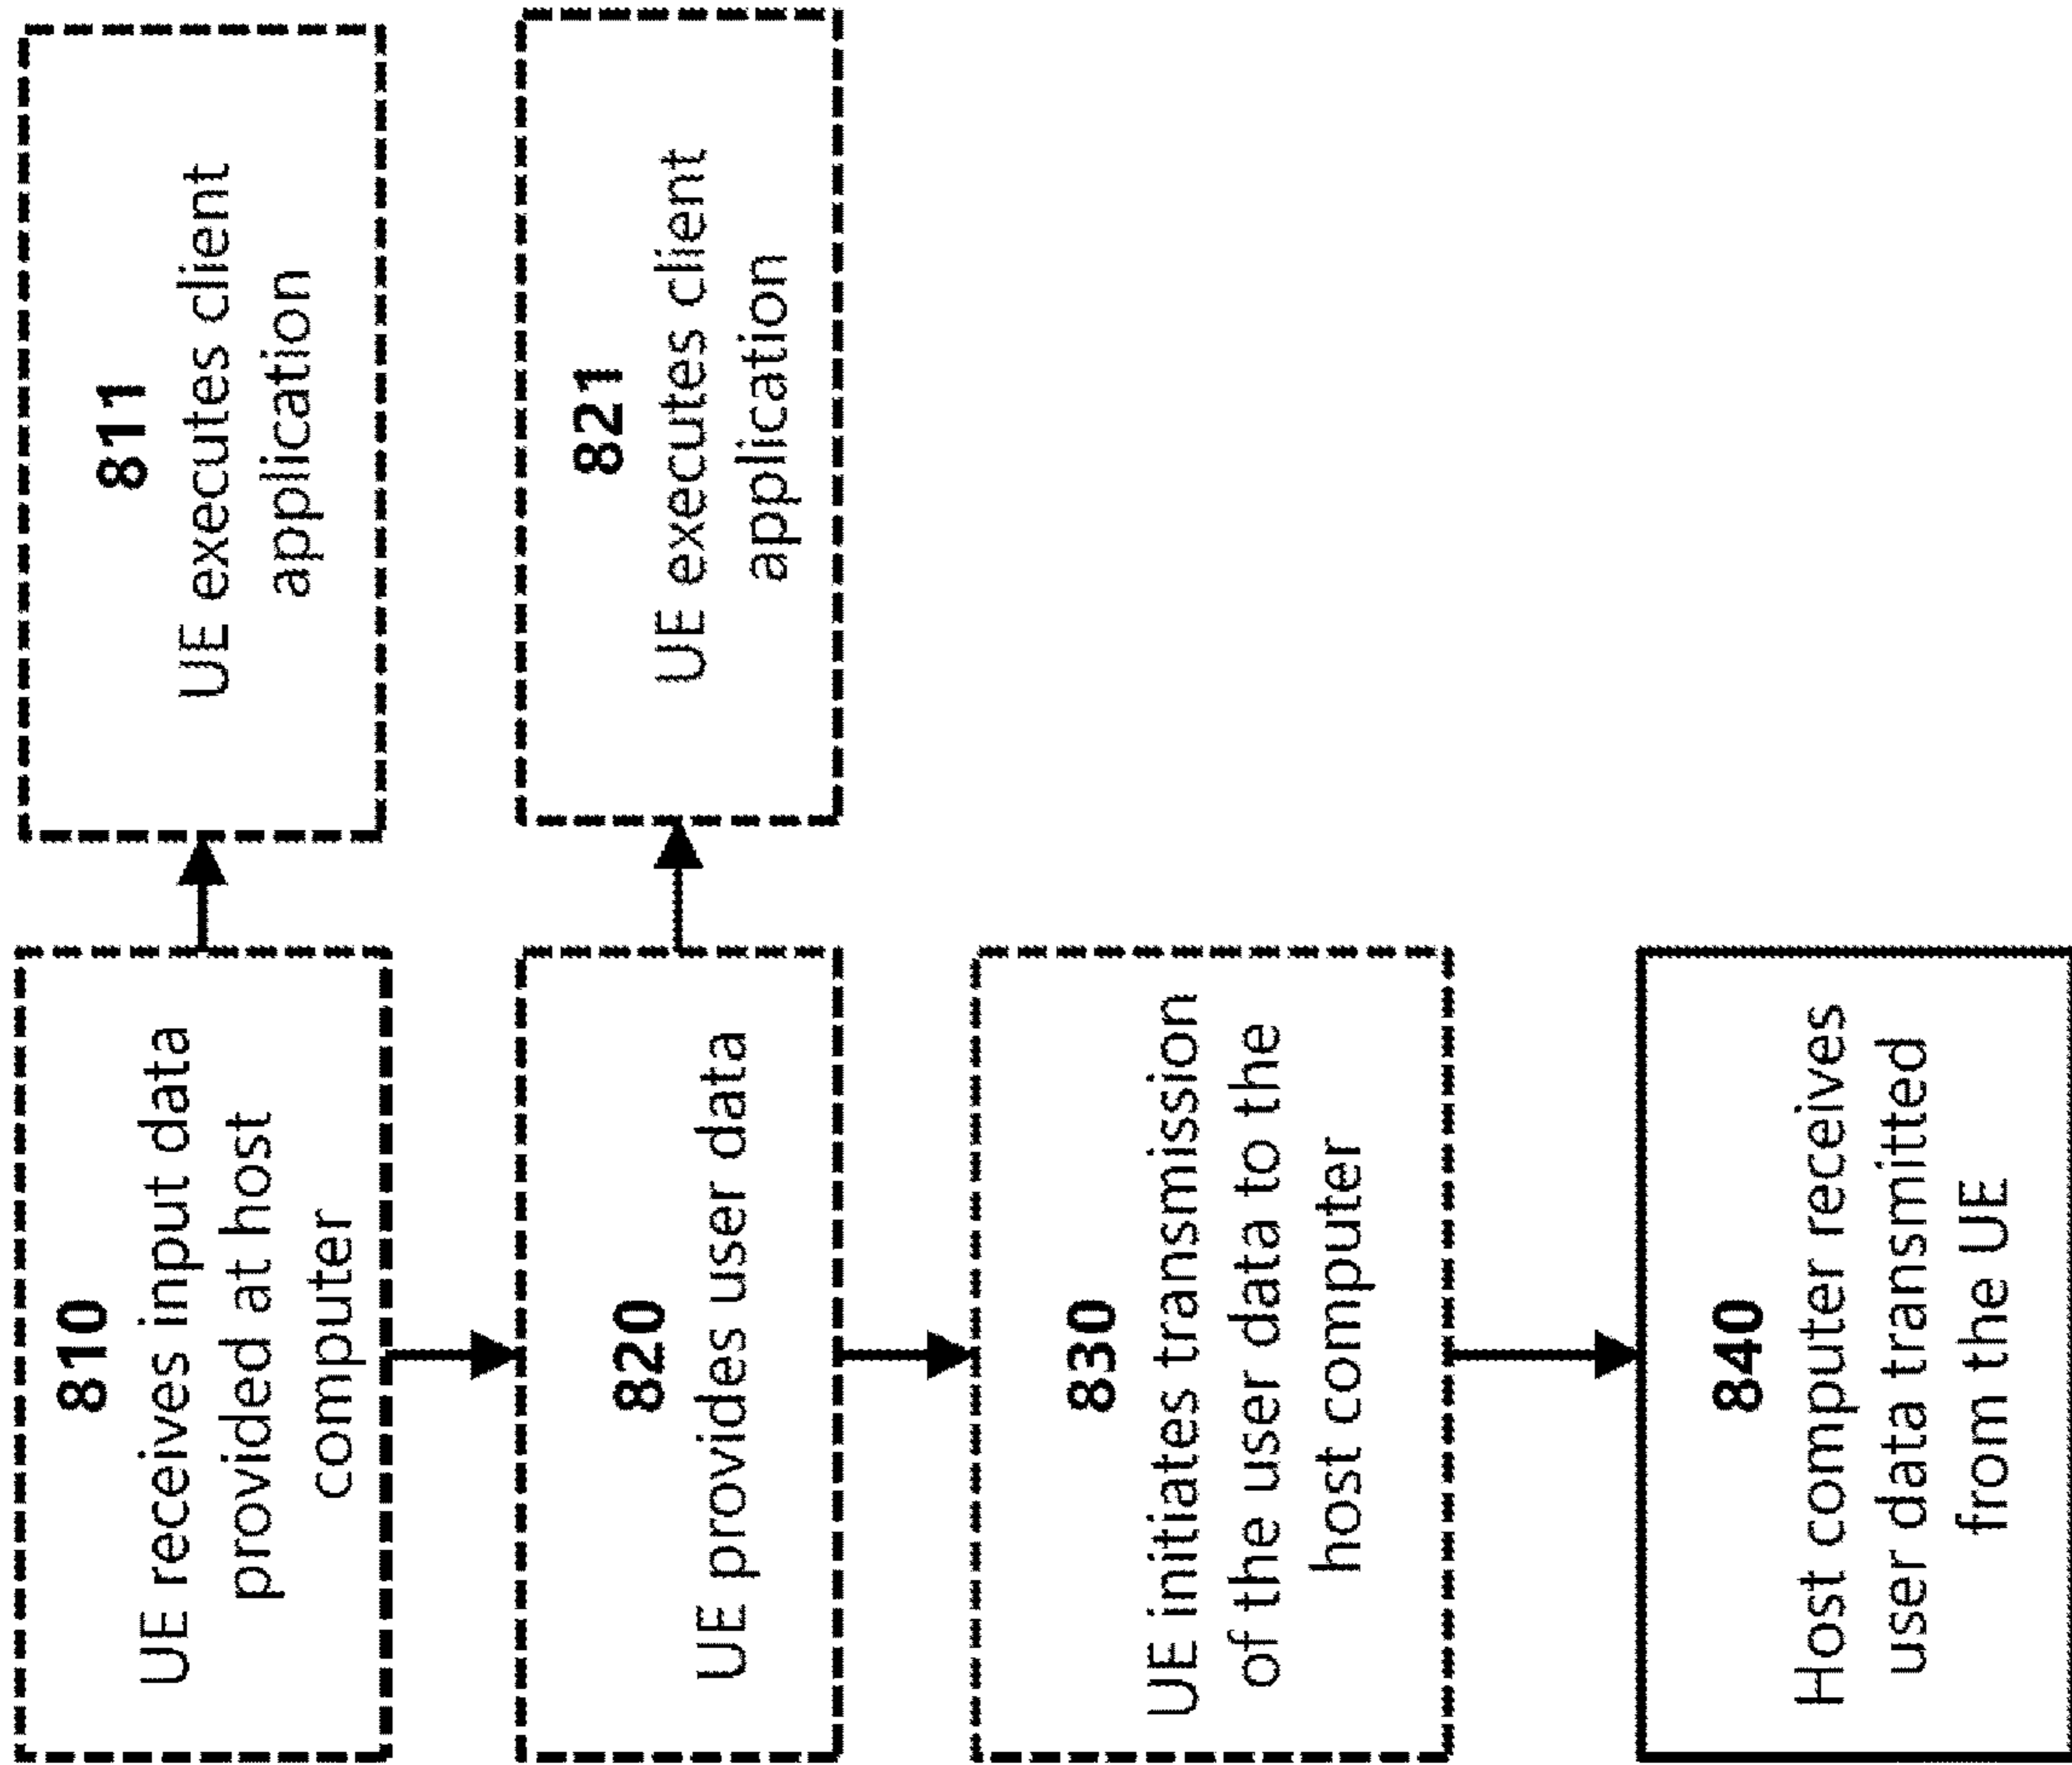 810
UE receives input data
provided at host
computer
811
UE executes client
application
820
UE provides user data
821
UE executes client
application
830
UE initiates transmission
of the user data to the
host computer
840
Host computer receives
user data transmitted
from the UE